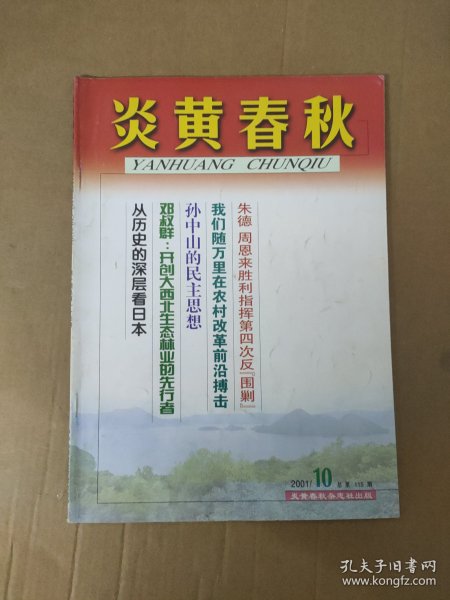 炎黄春秋
YANHUANG CHUNQIU
朱德 周恩来胜利指挥第四次反『围剿』
我们随万里在农村改革前沿搏击
孙中山的民主思想
邓叔群：开创大西北生态林业的先行者
从历史的深层看日本
2001/10 总第 115 期
炎黄春秋杂志社出版
孔夫子旧书网
www.kongfz.com